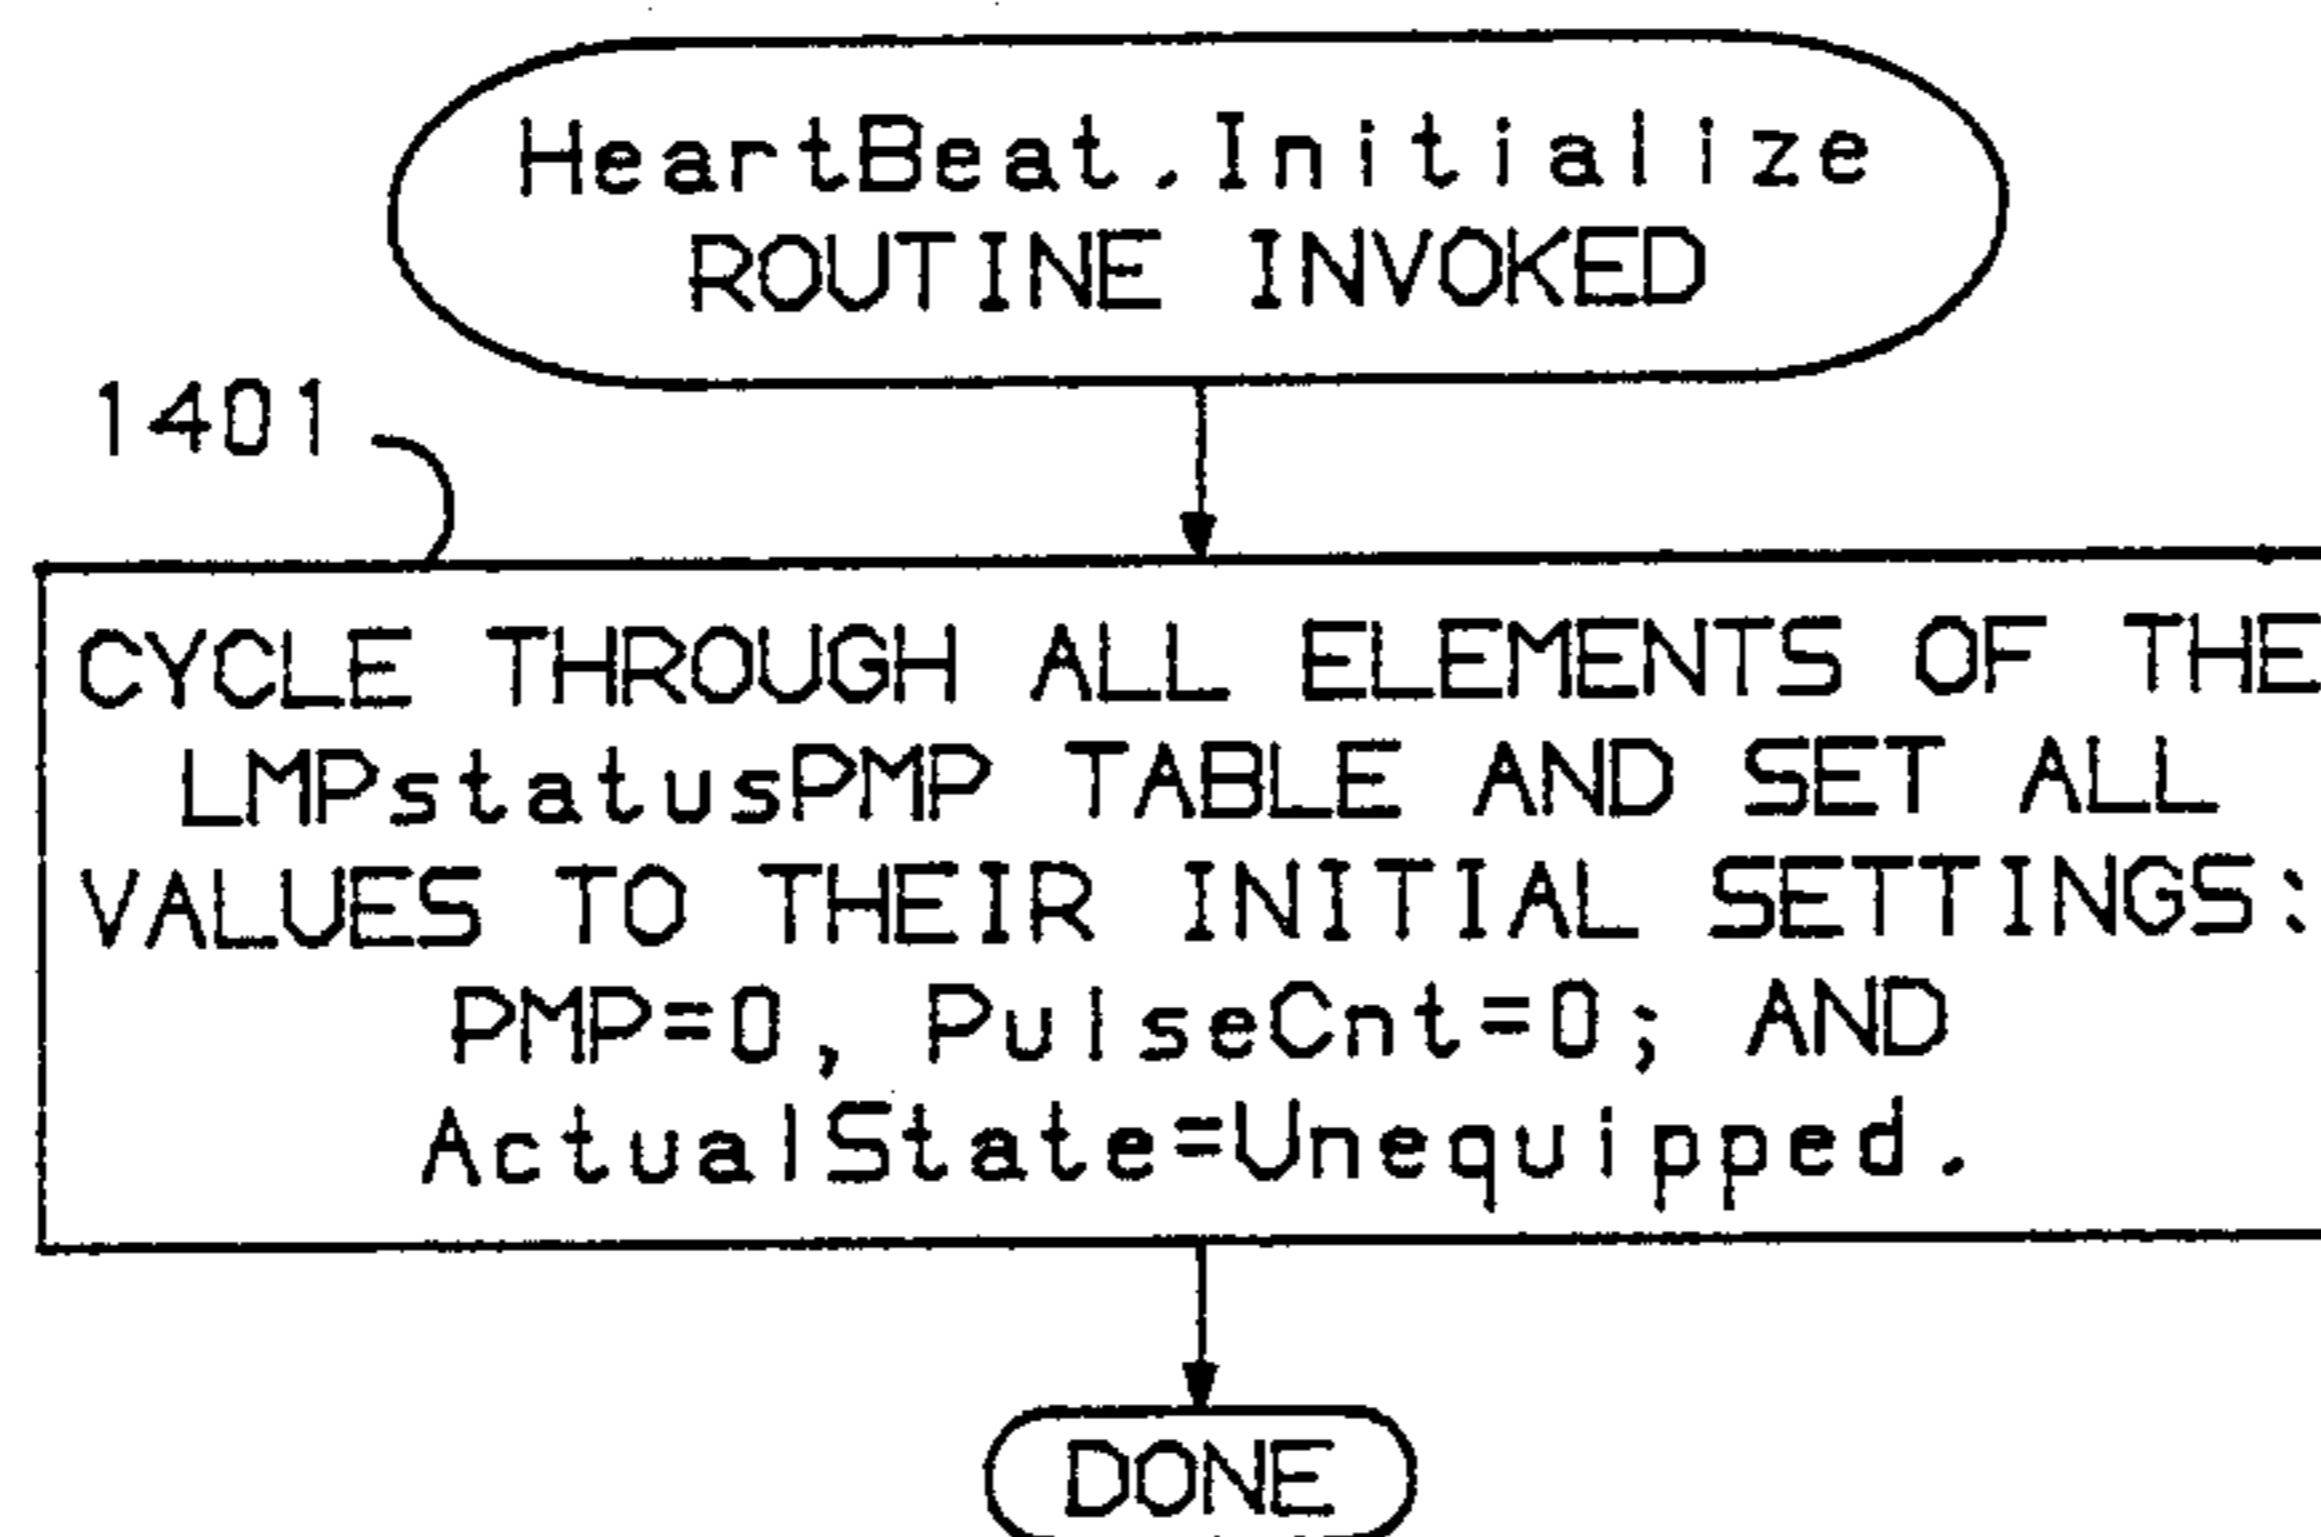 HeartBeat.Initialize
ROUTINE INVOKED
1401
CYCLE THROUGH ALL ELEMENTS OF THE
LMPstatusPMP TABLE AND SET ALL
VALUES TO THEIR INITIAL SETTINGS:
PMP=0, PulseCnt=0; AND
ActualState=Unequipped.
DONE